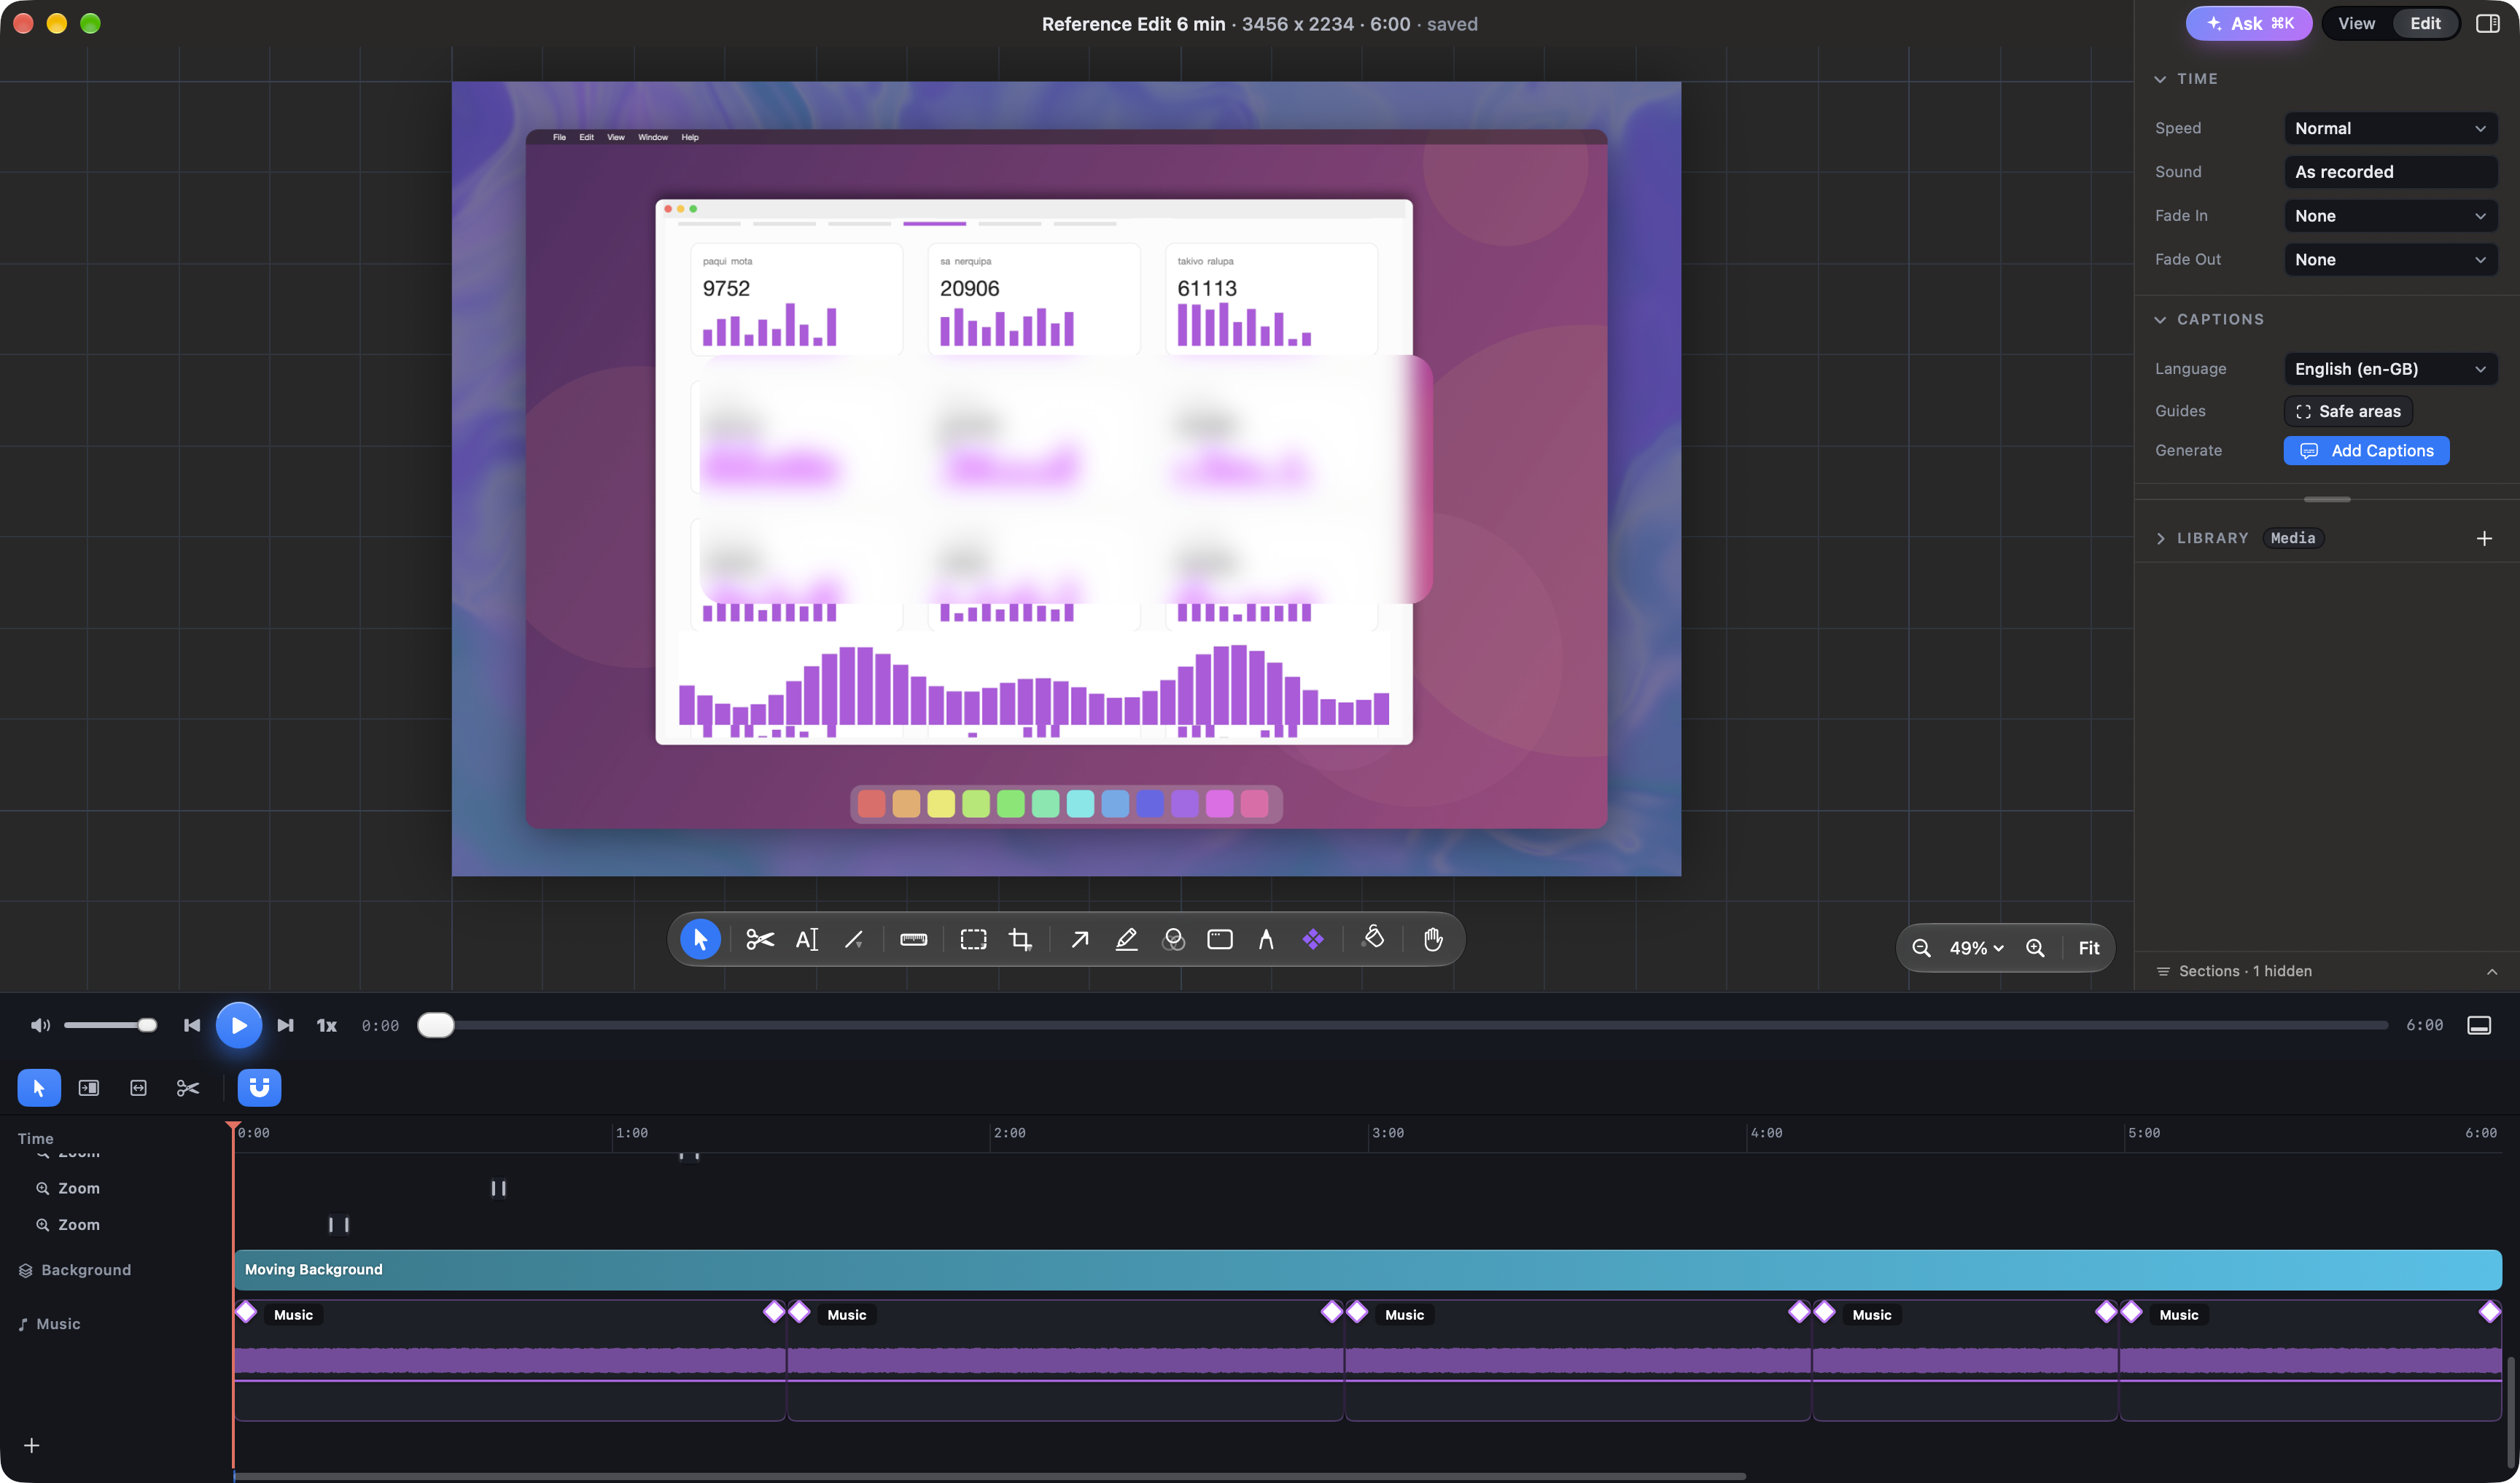 Reference Edit 6 min · 3456 x 2234 · 6:00 · saved
Ask ⌘K
View
Edit
File Edit View Window Help
paqui mota
9752
sa nerquipa
20906
takivo ralupa
61113
TIME
Speed
Normal
Sound
As recorded
Fade In
None
Fade Out
None
CAPTIONS
Language
English (en-GB)
Guides
Safe areas
Generate
Add Captions
LIBRARY
Media
Sections · 1 hidden
49%
Fit
1x
0:00
6:00
Time
0:00
1:00
2:00
3:00
4:00
5:00
6:00
Zoom
Zoom
Zoom
Background
Moving Background
Music
Music
Music
Music
Music
Music